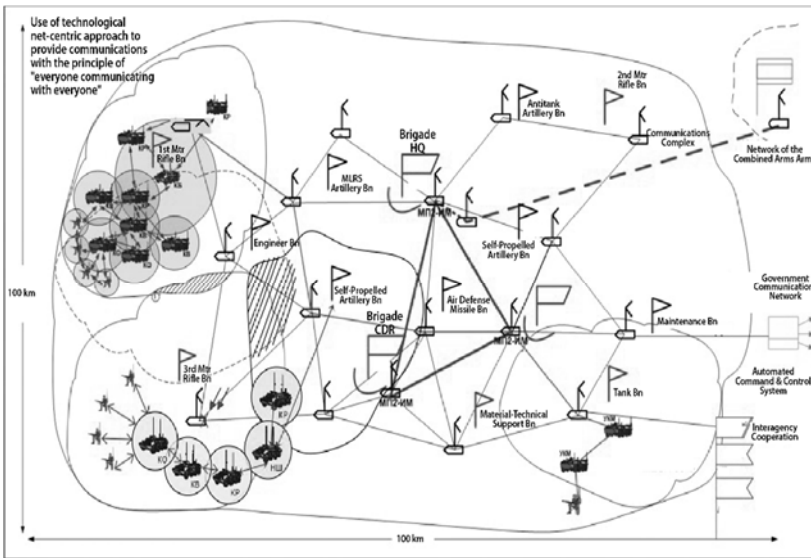 Use of technological
net-centric approach to
provide communications
with the principle of
"everyone communicating
with everyone"
2nd Mtr
Rifle Bn
Antitank
Artillery Bn
КР
1st Mtr
Rifle Bn
Brigade
HQ
Communications
Complex
Network of the
Combined Arms Arm
MLRS
Artillery Bn
МП2-ИМ
Engineer Bn
Self-Propelled
Artillery Bn
Self-Propelled
Artillery Bn
Government
Communication
Network
100 km
Air Defense
Missile Bn
Brigade
CDR
МП2-ИМ
Maintenance Bn
3rd Mtr
Rifle Bn
МП2-ИМ
Automated
Command & Control
System
Tank Bn
КР
Material-Technical
Support Bn
Interagency
Cooperation
УКМ
КО
КВ
КР
НШ
УКМ
100 km